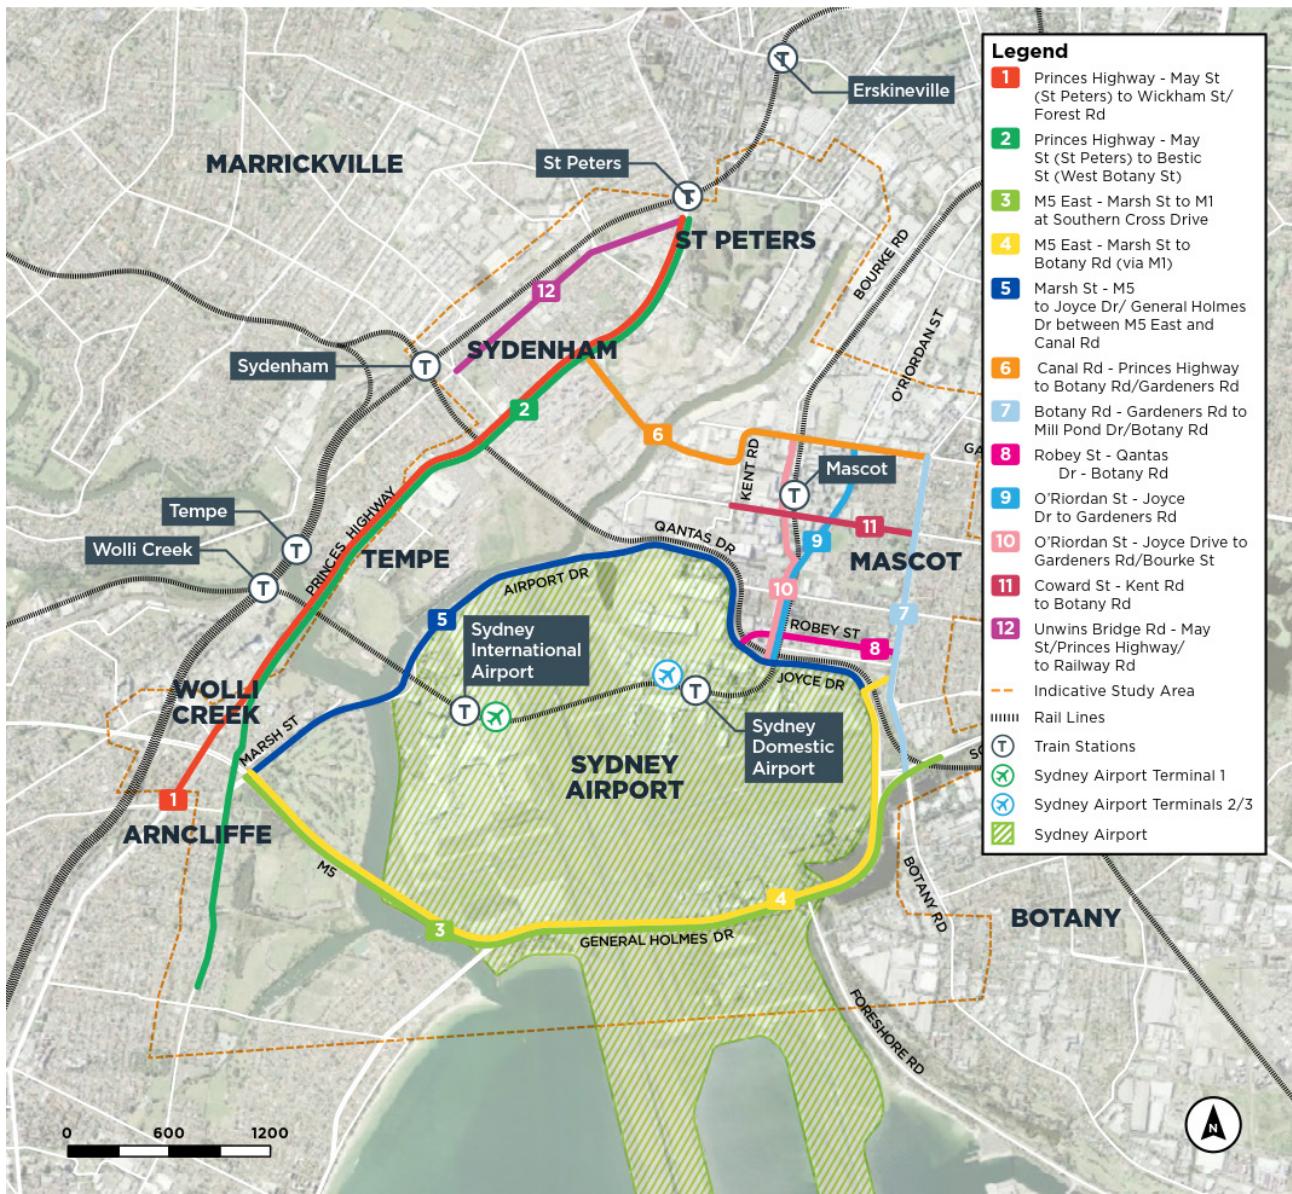 Erskineville
MARRICKVILLE
St Peters
ST PETERS
BOURKE RD
12
O'RIORDAN ST
SYDENHAM
Sydenham
2
6
KENT RD
Mascot
GA
Tempe
PRINCES HIGHWAY
11
QANTAS DR
9
Wolli Creek
TEMPE
MASCOT
AIRPORT DR
10
5
7
Sydney
International
Airport
ROBEY ST
8
JOYCE DR
WOLLI
CREEK
MARSH ST
Sydney
Domestic
Airport
SYDNEY
AIRPORT
1
ARNCLIFFE
M5
BOTANY RD
4
3
GENERAL HOLMES DR
BOTANY
FORESHORE RD
0 600 1200
N
T
T
T
T
T
T
T
T
Legend
1 Princes Highway - May St
(St Peters) to Wickham St/
Forest Rd
2 Princes Highway - May
St (St Peters) to Bestic
St (West Botany St)
3 M5 East - Marsh St to M1
at Southern Cross Drive
4 M5 East - Marsh St to
Botany Rd (via M1)
5 Marsh St - M5
to Joyce Dr/ General Holmes
Dr between M5 East and
Canal Rd
6 Canal Rd - Princes Highway
to Botany Rd/Gardeners Rd
7 Botany Rd - Gardeners Rd to
Mill Pond Dr/Botany Rd
8 Robey St - Qantas
Dr - Botany Rd
9 O'Riordan St - Joyce
Dr to Gardeners Rd
10 O'Riordan St - Joyce Drive to
Gardeners Rd/Bourke St
11 Coward St - Kent Rd
to Botany Rd
12 Unwins Bridge Rd - May
St/Princes Highway/
to Railway Rd
Indicative Study Area
Rail Lines
T Train Stations
Sydney Airport Terminal 1
Sydney Airport Terminals 2/3
Sydney Airport